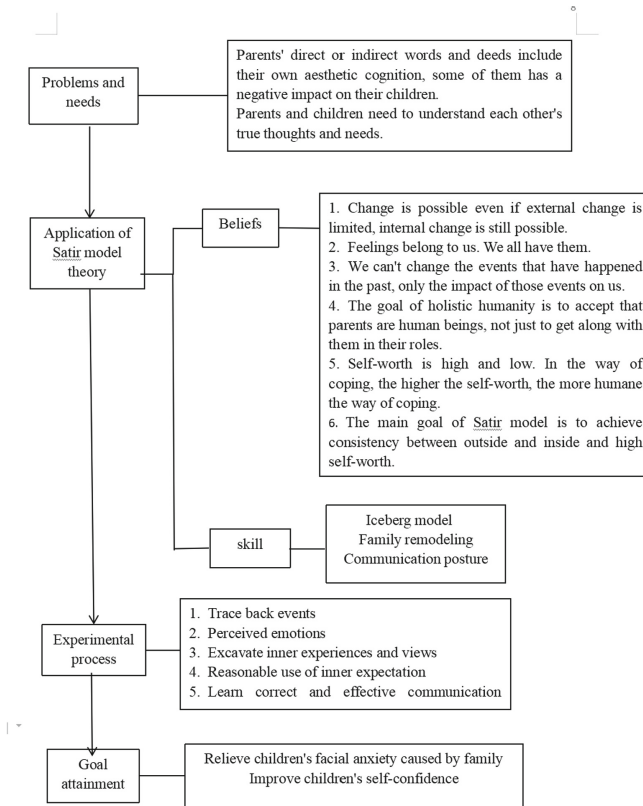 Problems and
needs
Parents' direct or indirect words and deeds include
their own aesthetic cognition, some of them has a
negative impact on their children.
Parents and children need to understand each other's
true thoughts and needs.
Application of
Satir model
theory
Beliefs
1. Change is possible even if external change is
limited, internal change is still possible.
2. Feelings belong to us. We all have them.
3. We can't change the events that have happened
in the past, only the impact of those events on us.
4. The goal of holistic humanity is to accept that
parents are human beings, not just to get along with
them in their roles.
5. Self-worth is high and low. In the way of
coping, the higher the self-worth, the more humane
the way of coping.
6. The main goal of Satir model is to achieve
consistency between outside and inside and high
self-worth.
skill
Iceberg model
Family remodeling
Communication posture
Experimental
process
1. Trace back events
2. Perceived emotions
3. Excavate inner experiences and views
4. Reasonable use of inner expectation
5. Learn correct and effective communication
Goal
attainment
Relieve children's facial anxiety caused by family
Improve children's self-confidence